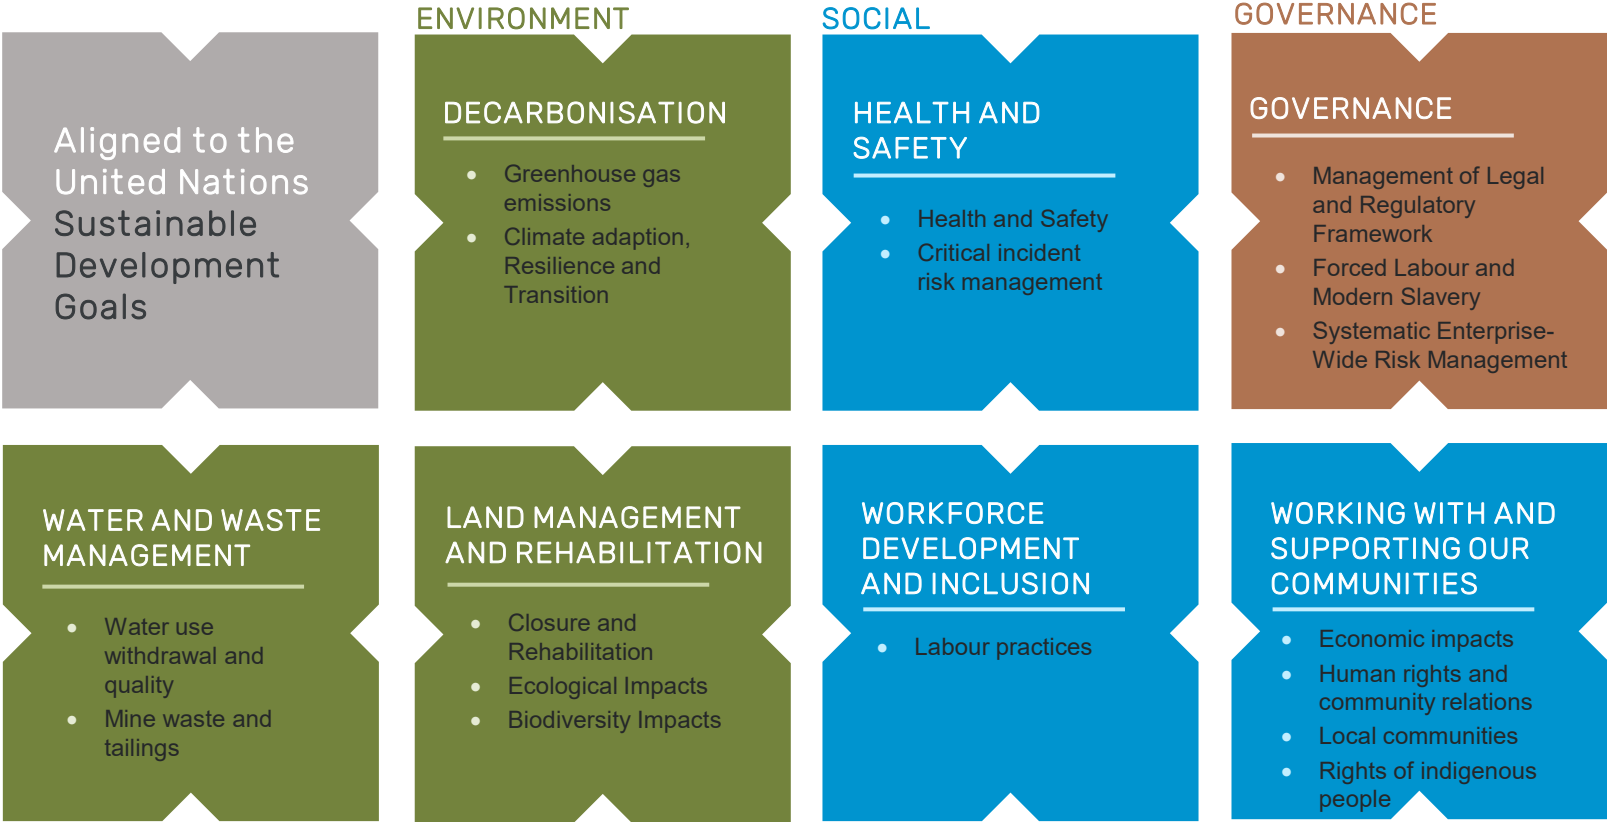 Aligned to the
United Nations
Sustainable
Development
Goals
ENVIRONMENT
DECARBONISATION
Greenhouse gas
emissions
Climate adaption,
Resilience and
Transition
SOCIAL
HEALTH AND
SAFETY
Health and Safety
Critical incident
risk management
GOVERNANCE
GOVERNANCE
Management of Legal
and Regulatory
Framework
Forced Labour and
Modern Slavery
Systematic Enterprise-
Wide Risk Management
WATER AND WASTE
MANAGEMENT
Water use
withdrawal and
quality
Mine waste and
tailings
LAND MANAGEMENT
AND REHABILITATION
Closure and
Rehabilitation
Ecological Impacts
Biodiversity Impacts
WORKFORCE
DEVELOPMENT
AND INCLUSION
Labour practices
WORKING WITH AND
SUPPORTING OUR
COMMUNITIES
Economic impacts
Human rights and
community relations
Local communities
Rights of indigenous
people